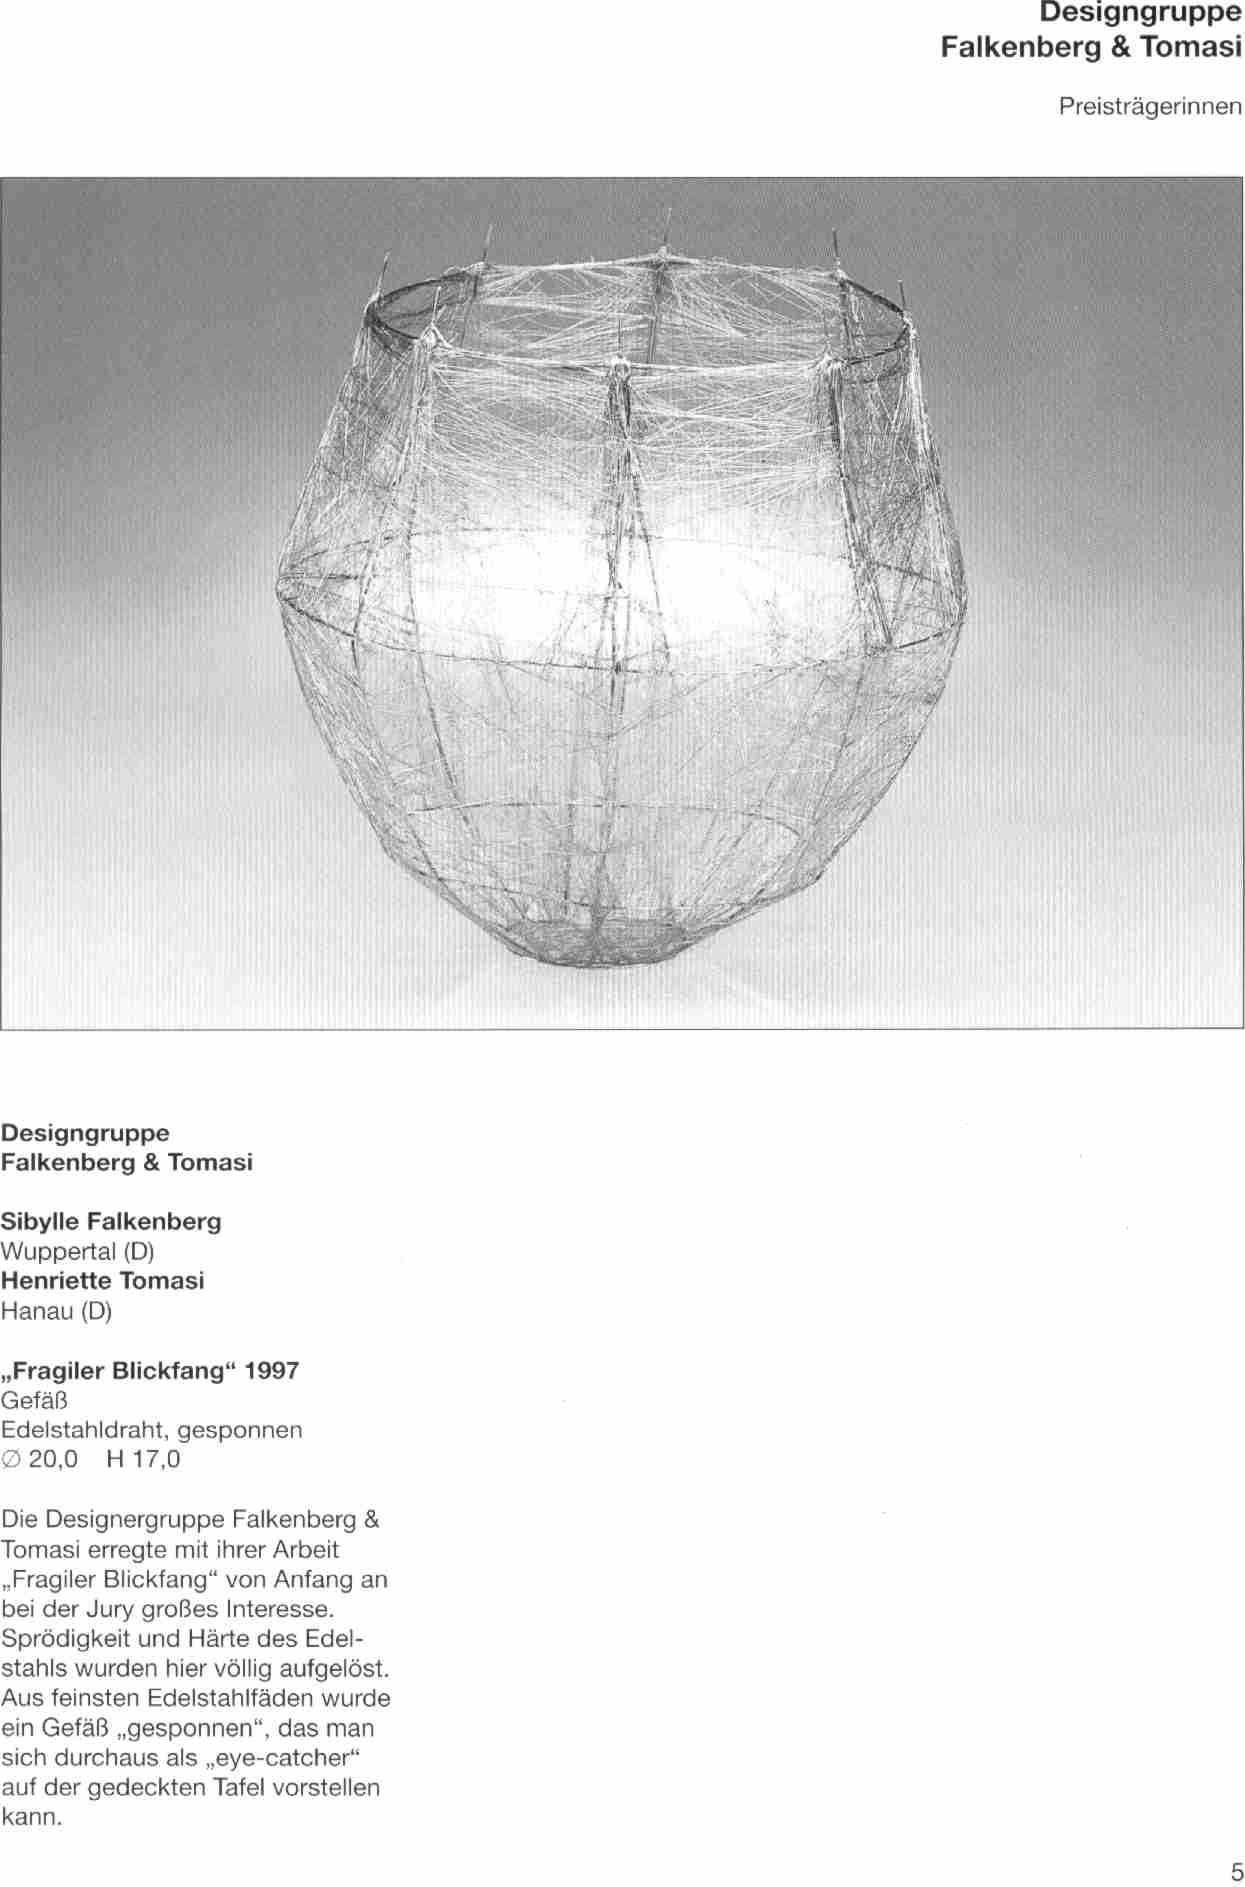 Designgruppe
Falkenberg & Tomasi
Preisträgerinnen
Designgruppe
Falkenberg & Tomasi
Sibylle Falkenberg
Wuppertal (D)
Henriette Tomasi
Hanau (D)
„Fragiler Blickfang“ 1997
Gefäß
Edelstahldraht, gesponnen
∅ 20,0 H 17,0
Die Designergruppe Falkenberg &
Tomasi erregte mit ihrer Arbeit
„Fragiler Blickfang“ von Anfang an
bei der Jury großes Interesse.
Sprödigkeit und Härte des Edel-
stahls wurden hier völlig aufgelöst.
Aus feinsten Edelstahlfäden wurde
ein Gefäß „gesponnen“, das man
sich durchaus als „eye-catcher“
auf der gedeckten Tafel vorstellen
kann.
5